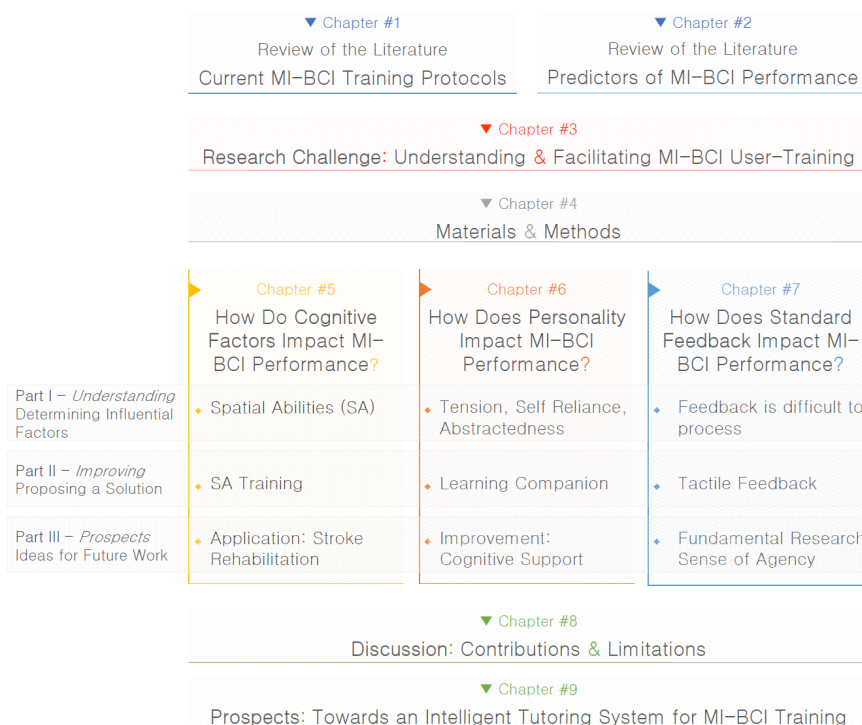 ▼ Chapter #1
Review of the Literature
Current MI-BCI Training Protocols
▼ Chapter #2
Review of the Literature
Predictors of MI-BCI Performance
▼ Chapter #3
Research Challenge: Understanding & Facilitating MI-BCI User-Training
▼ Chapter #4
Materials & Methods
Chapter #5
How Do Cognitive
Factors Impact MI-
BCI Performance?
Chapter #6
How Does Personality
Impact MI-BCI
Performance?
Chapter #7
How Does Standard
Feedback Impact MI-
BCI Performance?
Part I - Understanding
Determining Influential
Factors
Spatial Abilities (SA)
Tension, Self Reliance,
Abstractedness
Feedback is difficult to
process
Part II - Improving
Proposing a Solution
SA Training
Learning Companion
Tactile Feedback
Part III - Prospects
Ideas for Future Work
Application: Stroke
Rehabilitation
Improvement:
Cognitive Support
Fundamental Research
Sense of Agency
▼ Chapter #8
Discussion: Contributions & Limitations
▼ Chapter #9
Prospects: Towards an Intelligent Tutoring System for MI-BCI Training